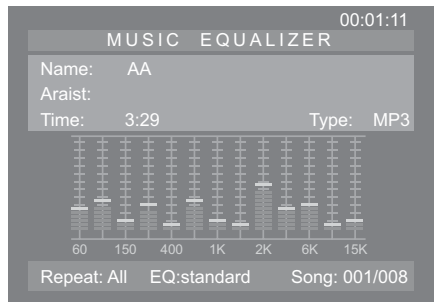 00:01:11
MUSIC EQUALIZER
Name: AA
Araist:
Time: 3:29 Type: MP3
60 150 400 1K 2K 6K 15K
Repeat: All EQ:standard Song: 001/008